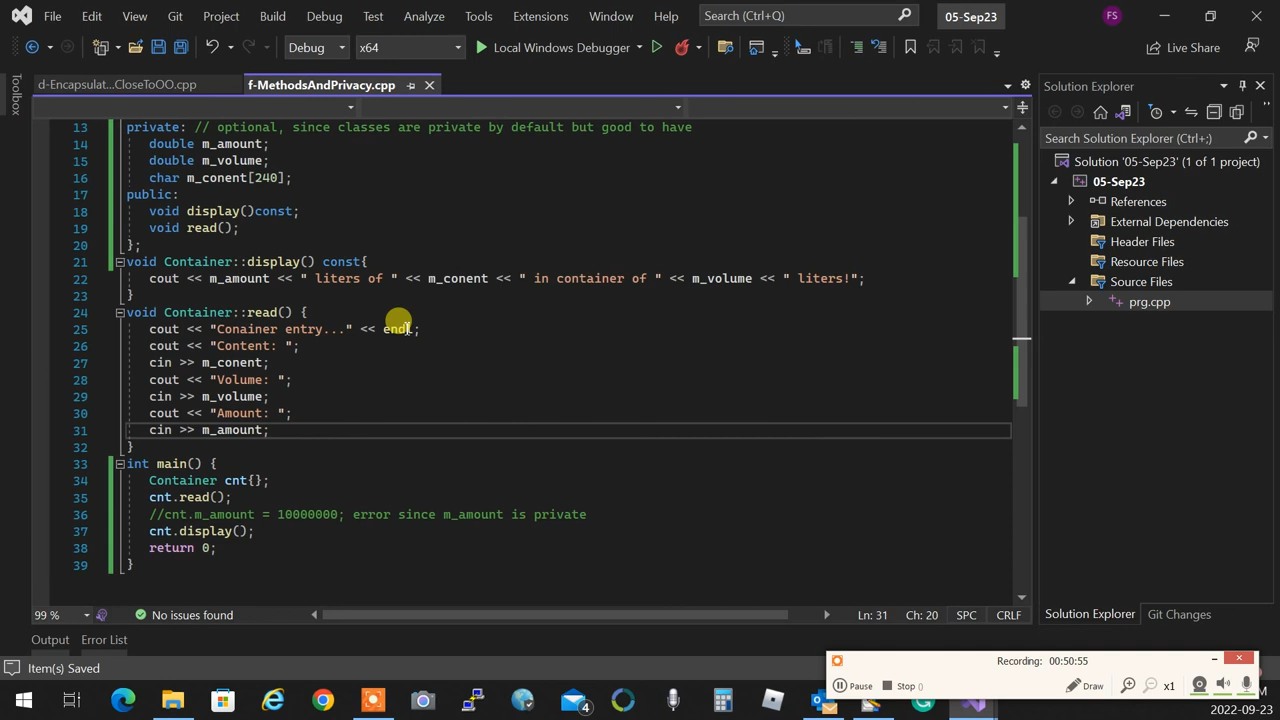 File Edit View Git Project Build Debug Test Analyze Tools Extensions Window Help Search (Ctrl+Q) 05-Sep23 FS
Debug x64 Local Windows Debugger Live Share
Toolbox
d-Encapsulat...CloseToOO.cpp f-MethodsAndPrivacy.cpp
13 private: // optional, since classes are private by default but good to have
14 double m_amount;
15 double m_volume;
16 char m_conent[240];
17 public:
18 void display()const;
19 void read();
20 };
21 void Container::display() const{
22 cout << m_amount << " liters of " << m_conent << " in container of " << m_volume << " liters!";
23 }
24 void Container::read() {
25 cout << "Conainer entry..." << endl;
26 cout << "Content: ";
27 cin >> m_conent;
28 cout << "Volume: ";
29 cin >> m_volume;
30 cout << "Amount: ";
31 cin >> m_amount;
32 }
33 int main() {
34 Container cnt{};
35 cnt.read();
36 //cnt.m_amount = 10000000; error since m_amount is private
37 cnt.display();
38 return 0;
39 }
99 % No issues found Ln: 31 Ch: 20 SPC CRLF
Output Error List
Item(s) Saved
Solution Explorer
Search Solution Explorer (Ctrl+;)
Solution '05-Sep23' (1 of 1 project)
05-Sep23
References
External Dependencies
Header Files
Resource Files
Source Files
prg.cpp
Solution Explorer Git Changes
Recording: 00:50:55
Pause Stop () Draw x1
4
2022-09-23